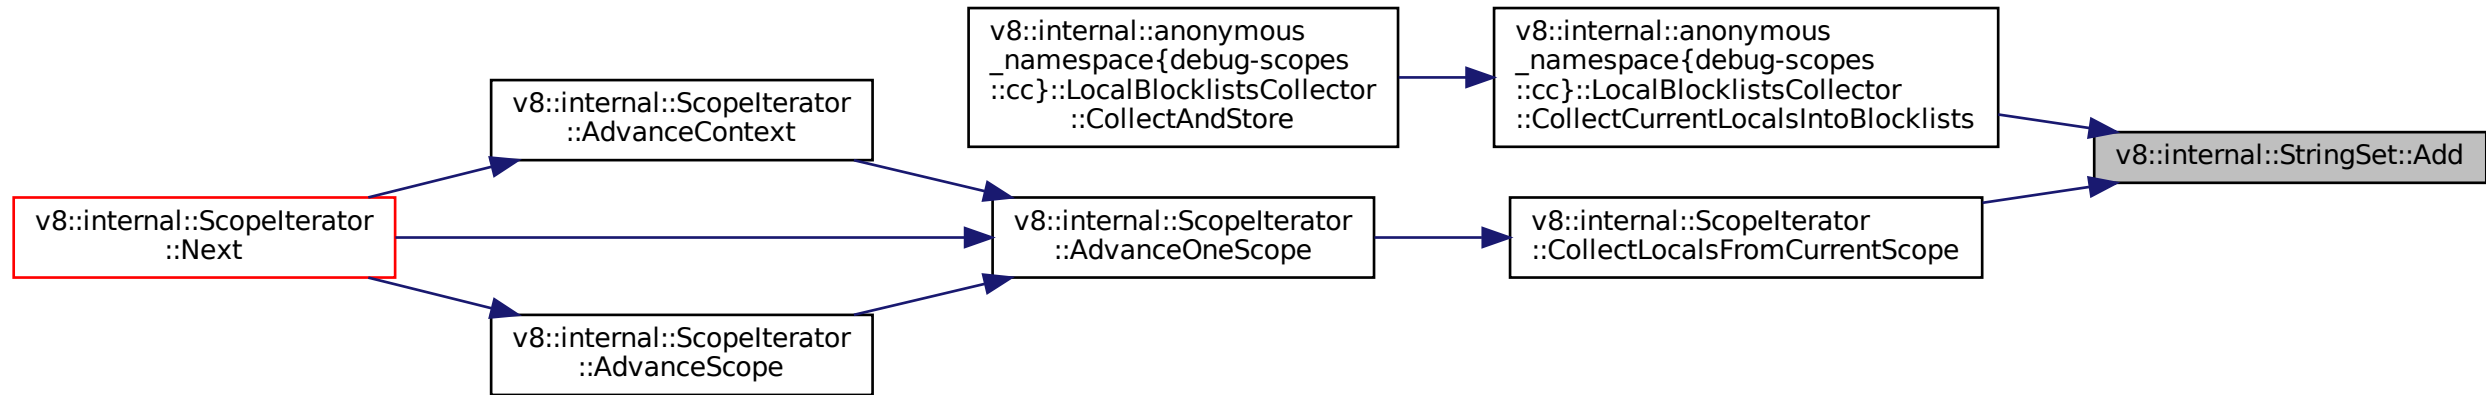 v8::internal::ScopeIterator
::Next
v8::internal::ScopeIterator
::AdvanceContext
v8::internal::ScopeIterator
::AdvanceScope
v8::internal::anonymous
_namespace{debug-scopes
::cc}::LocalBlocklistsCollector
::CollectAndStore
v8::internal::ScopeIterator
::AdvanceOneScope
v8::internal::anonymous
_namespace{debug-scopes
::cc}::LocalBlocklistsCollector
::CollectCurrentLocalsIntoBlocklists
v8::internal::ScopeIterator
::CollectLocalsFromCurrentScope
v8::internal::StringSet::Add